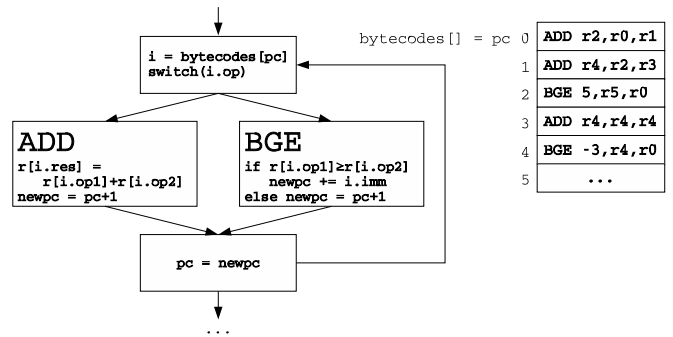 i = bytecodes[pc]
switch(i.op)
ADD
r[i.res] =
r[i.op1]+r[i.op2]
newpc = pc+1
BGE
if r[i.op1]≥r[i.op2]
newpc += i.imm
else newpc = pc+1
pc = newpc
...
bytecodes[] = pc 0 ADD r2,r0,r1
1 ADD r4,r2,r3
2 BGE 5,r5,r0
3 ADD r4,r4,r4
4 BGE -3,r4,r0
5 ...